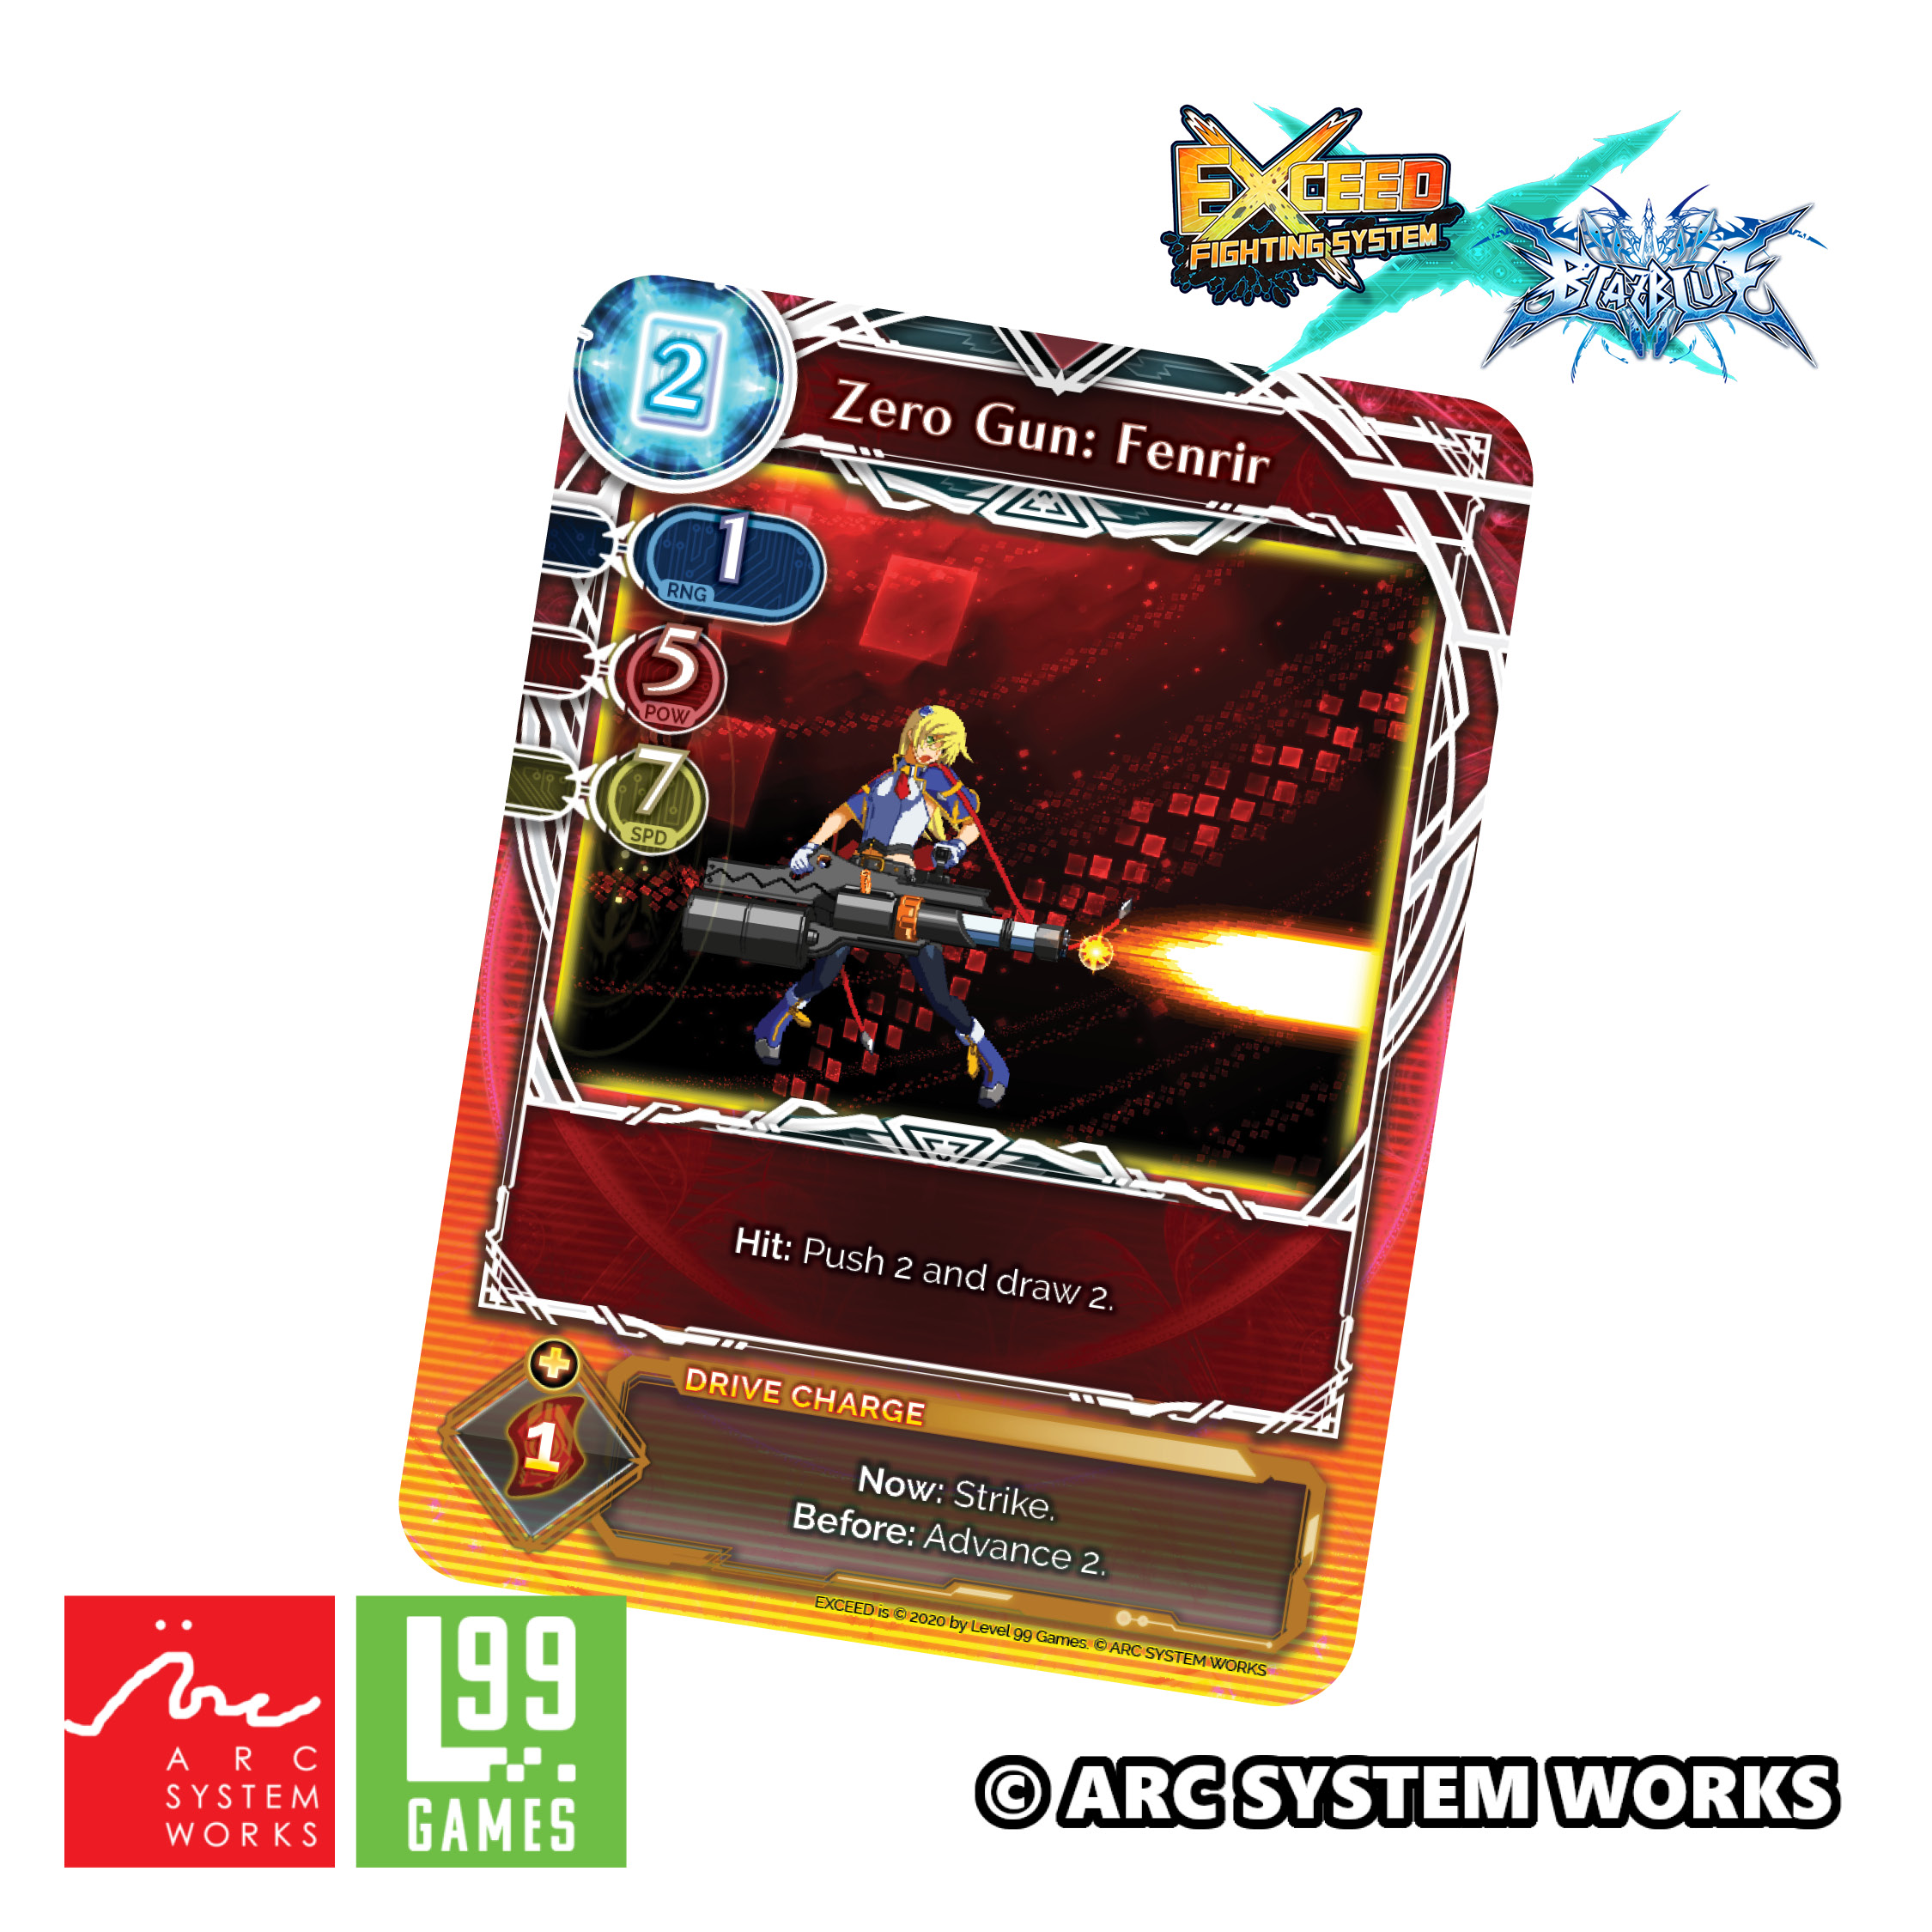 EXCEED
FIGHTING SYSTEM
BLAZBLUE
2
Zero Gun: Fenrir
1
RNG
5
POW
7
SPD
Hit: Push 2 and draw 2.
+
1
DRIVE CHARGE
Now: Strike.
Before: Advance 2.
EXCEED is © 2020 by Level 99 Games. © ARC SYSTEM WORKS
Arc
ARC
SYSTEM
WORKS
L99
GAMES
© ARC SYSTEM WORKS